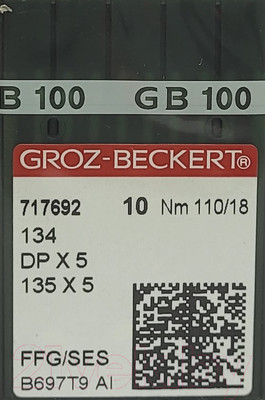 B 100 GB 100
GROZ-BECKERT®
717692 10 Nm 110/18
134
DP X 5
135 X 5
FFG/SES
B697T9 AI